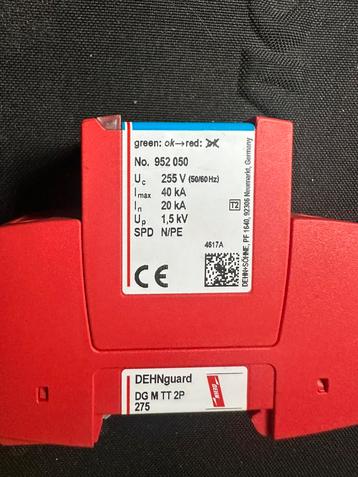 green: ok→red: ok
No. 952 050
Uc 255 V (50/60 Hz)
Imax 40 kA
In 20 kA
Up 1,5 kV
SPD N/PE
T2
4617A
CE
DEHN+SÖHNE, PF 1640, 92306 Neumarkt, Germany
DEHNguard
DG M TT 2P
275
DEHN